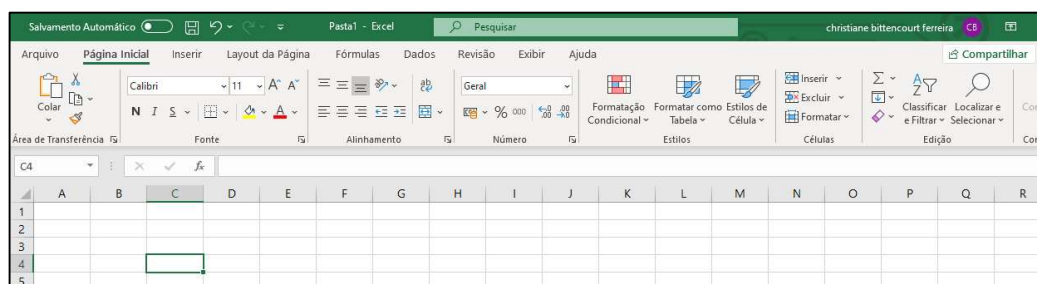 Salvamento Automático Pasta1 - Excel Pesquisar christiane bittencourt ferreira CB
Arquivo Página Inicial Inserir Layout da Página Fórmulas Dados Revisão Exibir Ajuda Compartilhar
Colar
Calibri 11 A^ Aˇ ab Geral
N I S A % 000
Formatação Condicional
Formatar como Tabela
Estilos de Célula
Inserir
Excluir
Formatar
Classificar e Filtrar
Localizar e Selecionar
Área de Transferência Fonte Alinhamento Número Estilos Células Edição
C4 fx
A B C D E F G H I J K L M N O P Q R
1
2
3
4
5